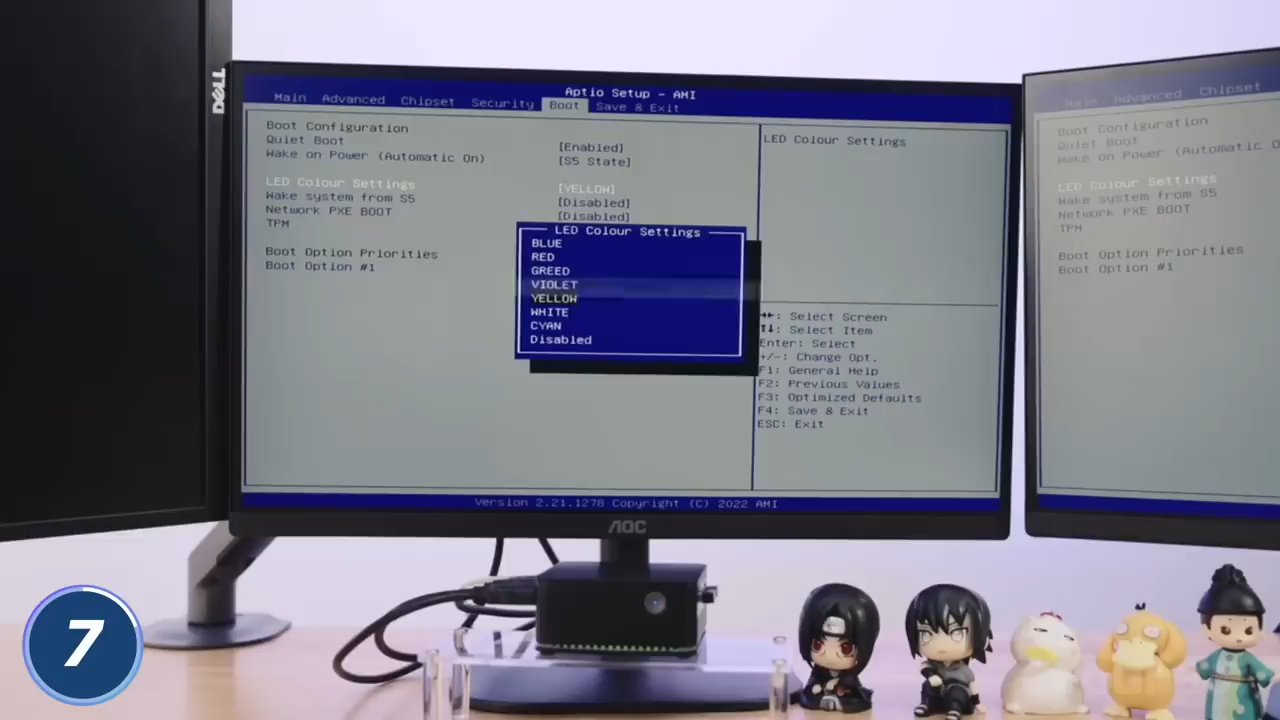 DELL
Aptio Setup - AMI
Main Advanced Chipset Security Boot Save & Exit
Boot Configuration
Quiet Boot [Enabled]
Wake on Power (Automatic On) [S5 State]
LED Colour Settings [YELLOW]
Wake system from S5 [Disabled]
Network PXE BOOT [Disabled]
TPM
Boot Option Priorities
Boot Option #1
LED Colour Settings
BLUE
RED
GREED
VIOLET
YELLOW
WHITE
CYAN
Disabled
LED Colour Settings
: Select Screen
: Select Item
Enter: Select
+/-: Change Opt.
F1: General Help
F2: Previous Values
F3: Optimized Defaults
F4: Save & Exit
ESC: Exit
Version 2.21.1278 Copyright (C) 2022 AMI
AOC
Main Advanced Chipset
Boot Configuration
Quiet Boot
Wake on Power (Automatic O
LED Colour Settings
Wake system from S5
Network PXE BOOT
TPM
Boot Option Priorities
Boot Option #1
7